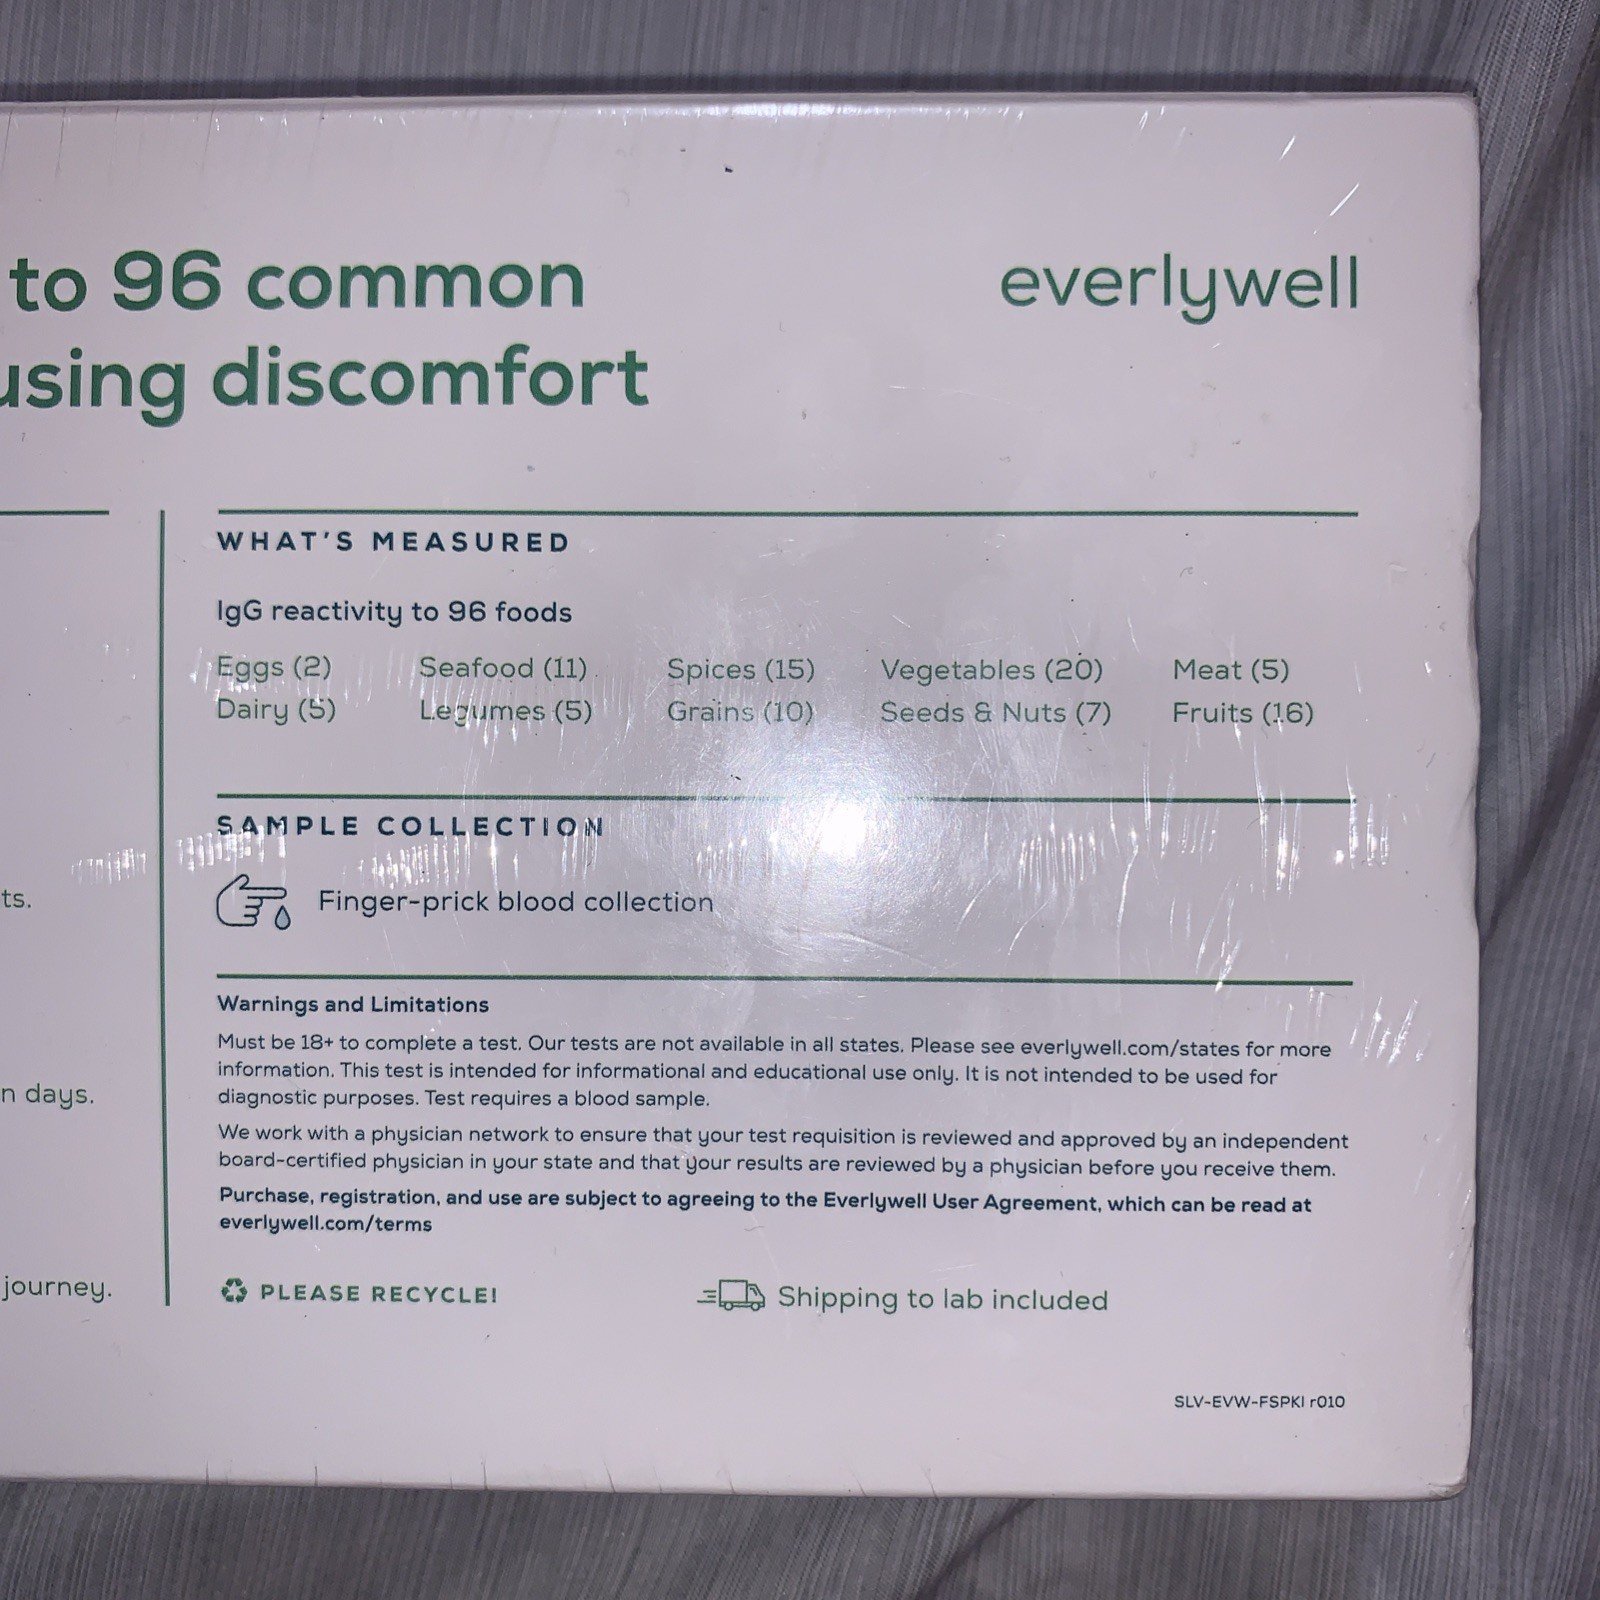 to 96 common
using discomfort
everlywell
WHAT'S MEASURED
IgG reactivity to 96 foods
Eggs (2) Seafood (11) Spices (15) Vegetables (20) Meat (5)
Dairy (5) Legumes (5) Grains (10) Seeds & Nuts (7) Fruits (16)
SAMPLE COLLECTION
Finger-prick blood collection
ts.
Warnings and Limitations
Must be 18+ to complete a test. Our tests are not available in all states. Please see everlywell.com/states for more
information. This test is intended for informational and educational use only. It is not intended to be used for
diagnostic purposes. Test requires a blood sample.
n days.
We work with a physician network to ensure that your test requisition is reviewed and approved by an independent
board-certified physician in your state and that your results are reviewed by a physician before you receive them.
Purchase, registration, and use are subject to agreeing to the Everlywell User Agreement, which can be read at
everlywell.com/terms
journey.
PLEASE RECYCLE!
Shipping to lab included
SLV-EVW-FSPKI r010